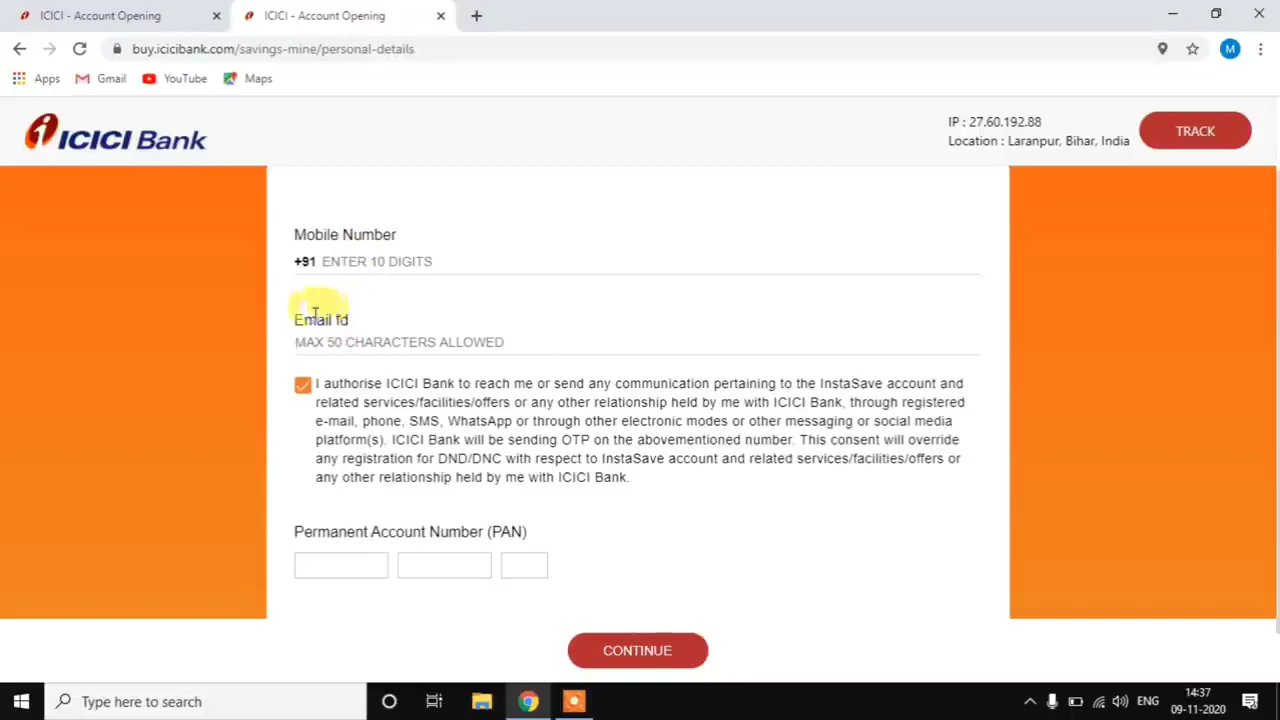 ICICI - Account Opening
ICICI - Account Opening
buy.icicibank.com/savings-mine/personal-details
M
Apps
Gmail
YouTube
Maps
ICICI Bank
IP : 27.60.192.88
Location : Laranpur, Bihar, India
TRACK
Mobile Number
+91 ENTER 10 DIGITS
Email Id
MAX 50 CHARACTERS ALLOWED
I authorise ICICI Bank to reach me or send any communication pertaining to the InstaSave account and
related services/facilities/offers or any other relationship held by me with ICICI Bank, through registered
e-mail, phone, SMS, WhatsApp or through other electronic modes or other messaging or social media
platform(s). ICICI Bank will be sending OTP on the abovementioned number. This consent will override
any registration for DND/DNC with respect to InstaSave account and related services/facilities/offers or
any other relationship held by me with ICICI Bank.
Permanent Account Number (PAN)
CONTINUE
Type here to search
ENG
14:37
09-11-2020